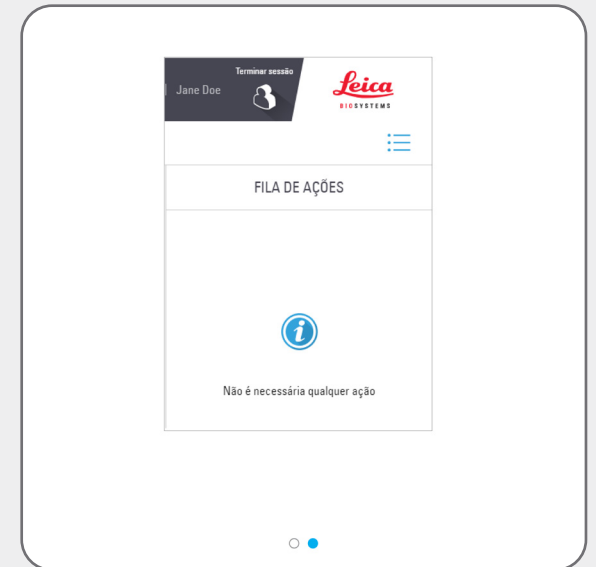 Terminar sessão
Jane Doe
Leica
BIOSYSTEMS
FILA DE AÇÕES
Não é necessária qualquer ação